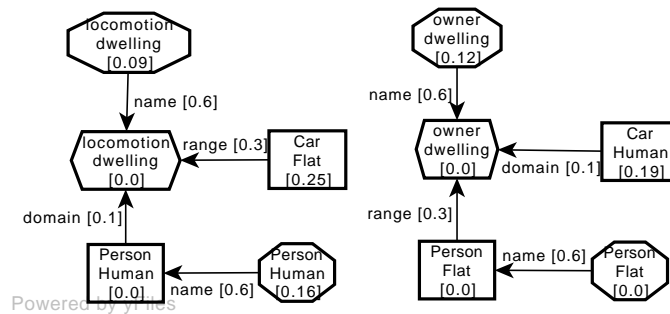 locomotion
dwelling
[0.09]
name [0.6]
locomotion
dwelling
[0.0]
range [0.3]
Car
Flat
[0.25]
domain [0.1]
Person
Human
[0.0]
name [0.6]
Person
Human
[0.16]
owner
dwelling
[0.12]
name [0.6]
owner
dwelling
[0.0]
domain [0.1]
Car
Human
[0.19]
range [0.3]
Person
Flat
[0.0]
name [0.6]
Person
Flat
[0.0]
Powered by yFiles